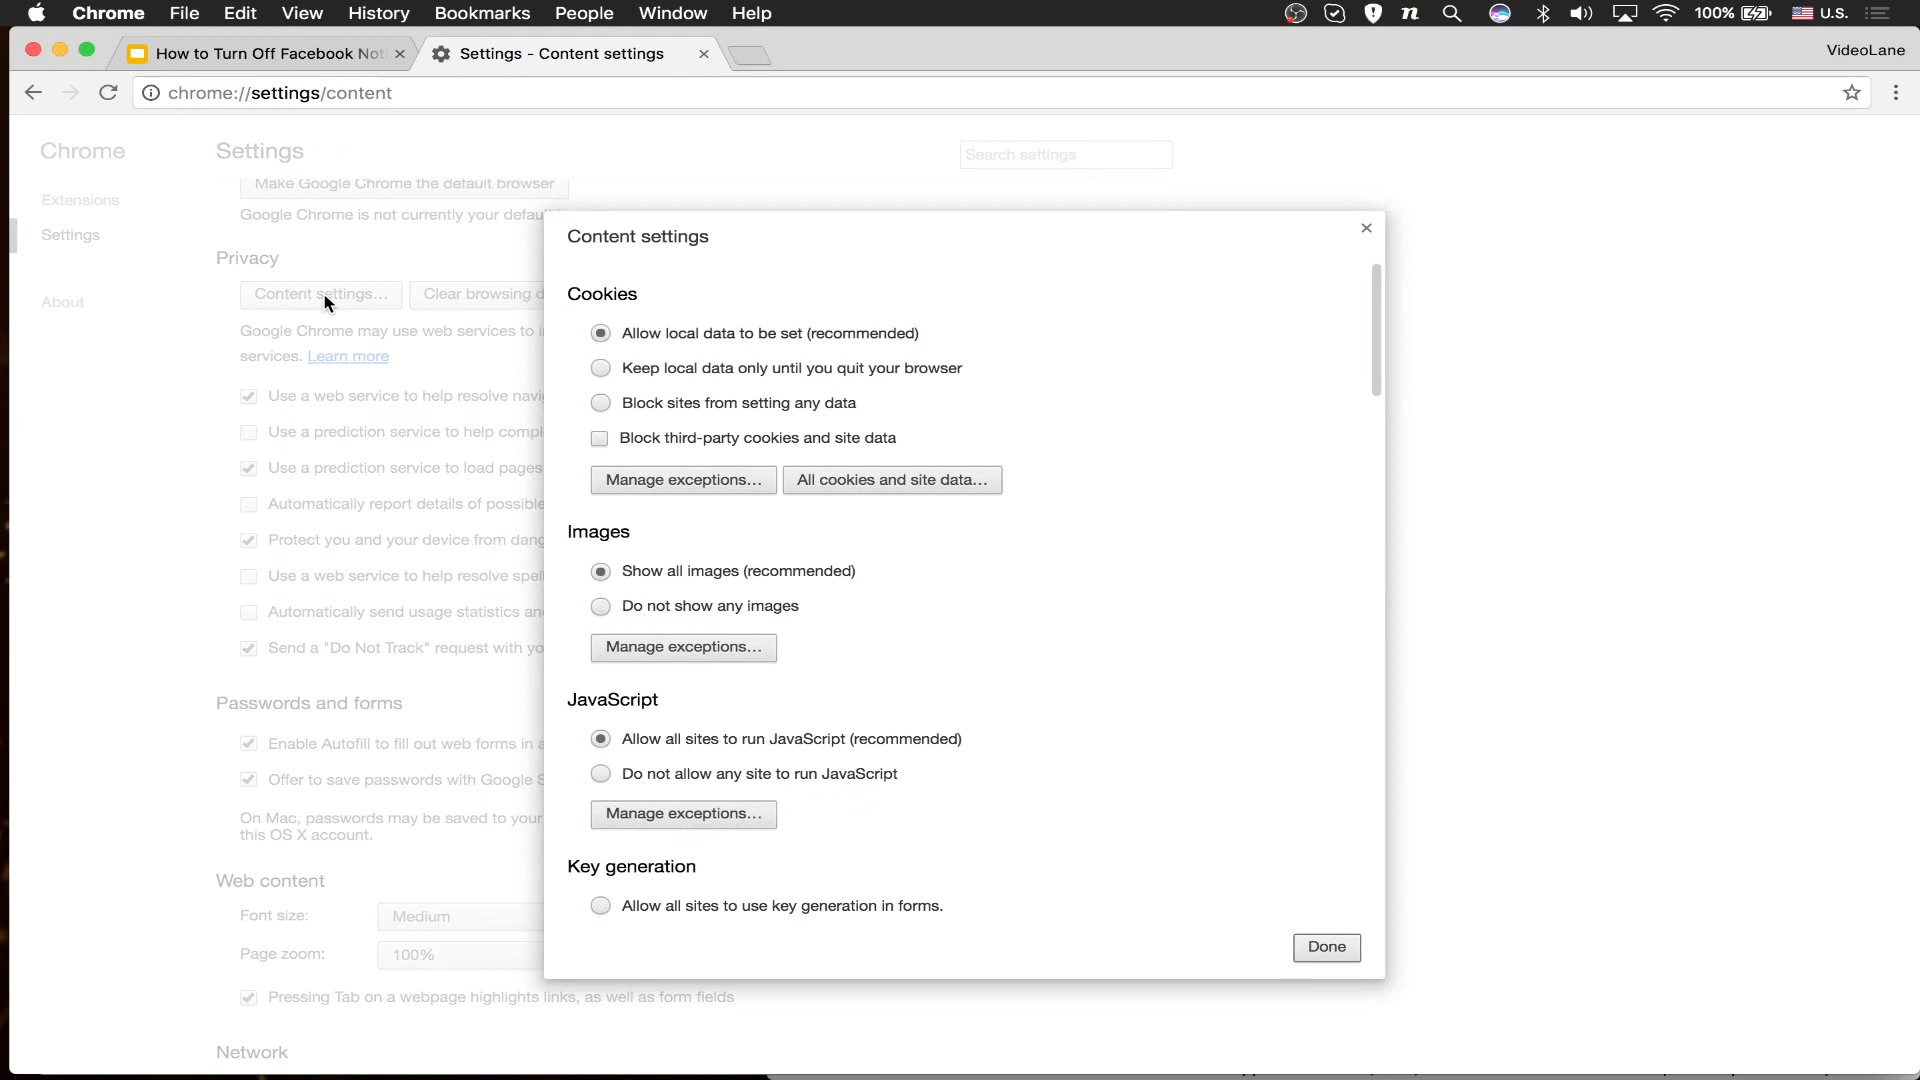 Chrome File Edit View History Bookmarks People Window Help 100% U.S.
How to Turn Off Facebook Not Settings - Content settings VideoLane
chrome://settings/content
Chrome
Extensions
Settings
About
Settings
Search settings
Make Google Chrome the default browser
Google Chrome is not currently your defau
Privacy
Content settings... Clear browsing d
Google Chrome may use web services to i
services. Learn more
Use a web service to help resolve navi
Use a prediction service to help compl
Use a prediction service to load pages
Automatically report details of possible
Protect you and your device from dang
Use a web service to help resolve spell
Automatically send usage statistics an
Send a "Do Not Track" request with yo
Passwords and forms
Enable Autofill to fill out web forms in a
Offer to save passwords with Google S
On Mac, passwords may be saved to your
this OS X account.
Web content
Font size: Medium
Page zoom: 100%
Pressing Tab on a webpage highlights links, as well as form fields
Network
Content settings
Cookies
Allow local data to be set (recommended)
Keep local data only until you quit your browser
Block sites from setting any data
Block third-party cookies and site data
Manage exceptions... All cookies and site data...
Images
Show all images (recommended)
Do not show any images
Manage exceptions...
JavaScript
Allow all sites to run JavaScript (recommended)
Do not allow any site to run JavaScript
Manage exceptions...
Key generation
Allow all sites to use key generation in forms.
Done